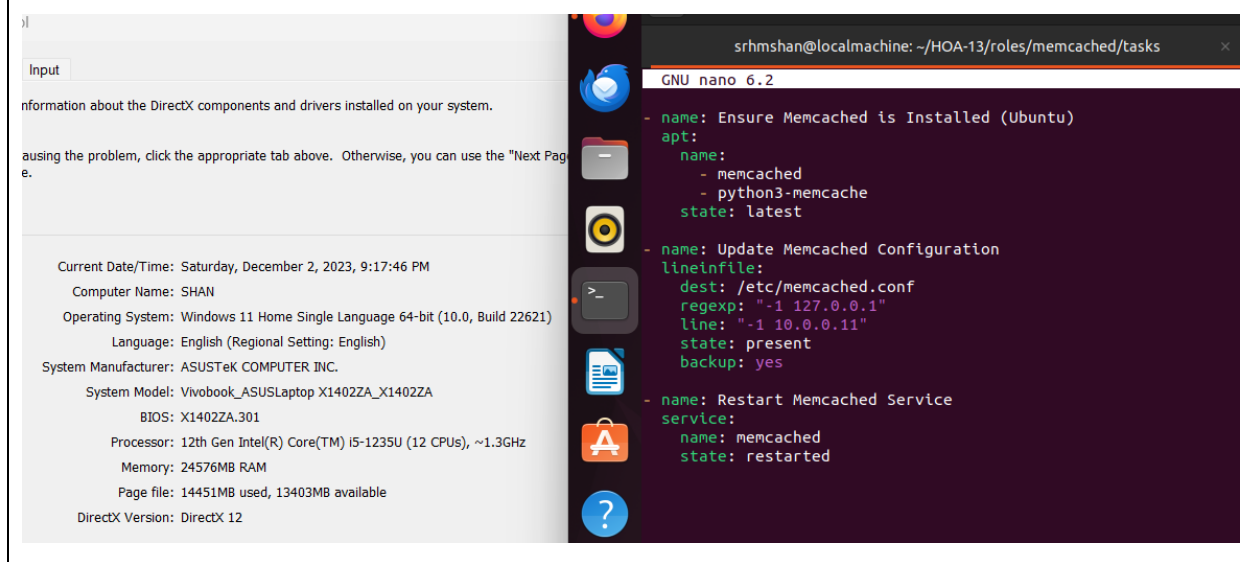 ol
Input
nformation about the DirectX components and drivers installed on your system.
ausing the problem, click the appropriate tab above. Otherwise, you can use the "Next Pag
e.
Current Date/Time: Saturday, December 2, 2023, 9:17:46 PM
Computer Name: SHAN
Operating System: Windows 11 Home Single Language 64-bit (10.0, Build 22621)
Language: English (Regional Setting: English)
System Manufacturer: ASUSTeK COMPUTER INC.
System Model: Vivobook_ASUSLaptop X1402ZA_X1402ZA
BIOS: X1402ZA.301
Processor: 12th Gen Intel(R) Core(TM) i5-1235U (12 CPUs), ~1.3GHz
Memory: 24576MB RAM
Page file: 14451MB used, 13403MB available
DirectX Version: DirectX 12
srhmshan@localmachine: ~/HOA-13/roles/memcached/tasks
GNU nano 6.2
- name: Ensure Memcached is Installed (Ubuntu)
  apt:
    name:
      - memcached
      - python3-memcache
    state: latest
- name: Update Memcached Configuration
  lineinfile:
    dest: /etc/memcached.conf
    regexp: "-1 127.0.0.1"
    line: "-1 10.0.0.11"
    state: present
    backup: yes
- name: Restart Memcached Service
  service:
    name: memcached
    state: restarted